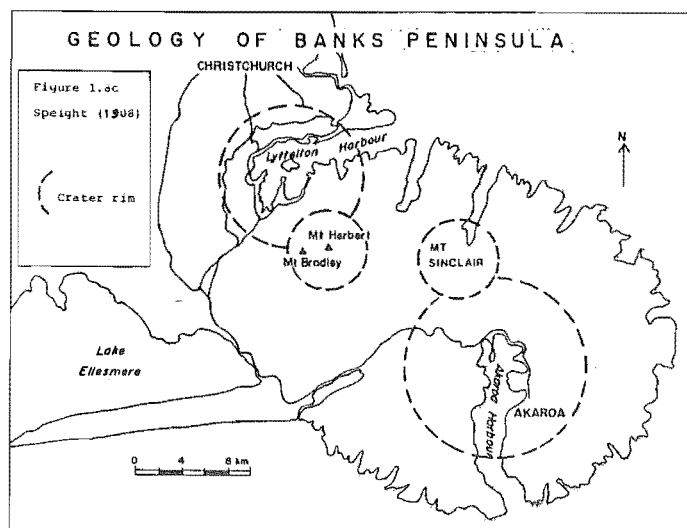 GEOLOGY OF BANKS PENINSULA
CHRISTCHURCH
Figure 1.8c
Speight (1908)
Crater rim
Lyttelton Harbour
N
Mt Herbert
Mt Bradley
MT
SINCLAIR
Lake
Ellesmere
Akaroa Harbour
AKAROA
0 4 8 km